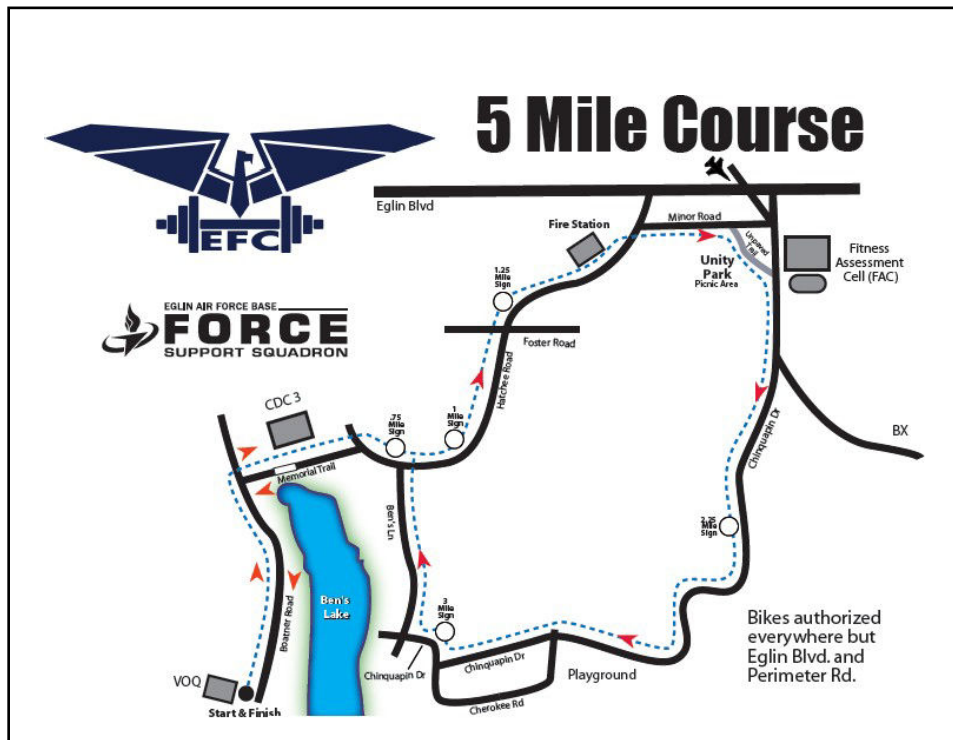 5 Mile Course
EFC
EGLIN AIR FORCE BASE
FORCE
SUPPORT SQUADRON
Eglin Blvd
Fire Station
Minor Road
Unpaved
Trail
Unity
Park
Picnic Area
Fitness
Assessment
Cell (FAC)
1.25
Mile
Sign
Foster Road
Hatchee Road
CDC 3
.75
Mile
Sign
1
Mile
Sign
Memorial Trail
Chinquapin Dr
BX
Ben's Ln
2.25
Mile
Sign
Ben's
Lake
Boatner Road
3
Mile
Sign
Chinquapin Dr
Chinquapin Dr
Playground
Cherokee Rd
VOQ
Start & Finish
Bikes authorized
everywhere but
Eglin Blvd. and
Perimeter Rd.